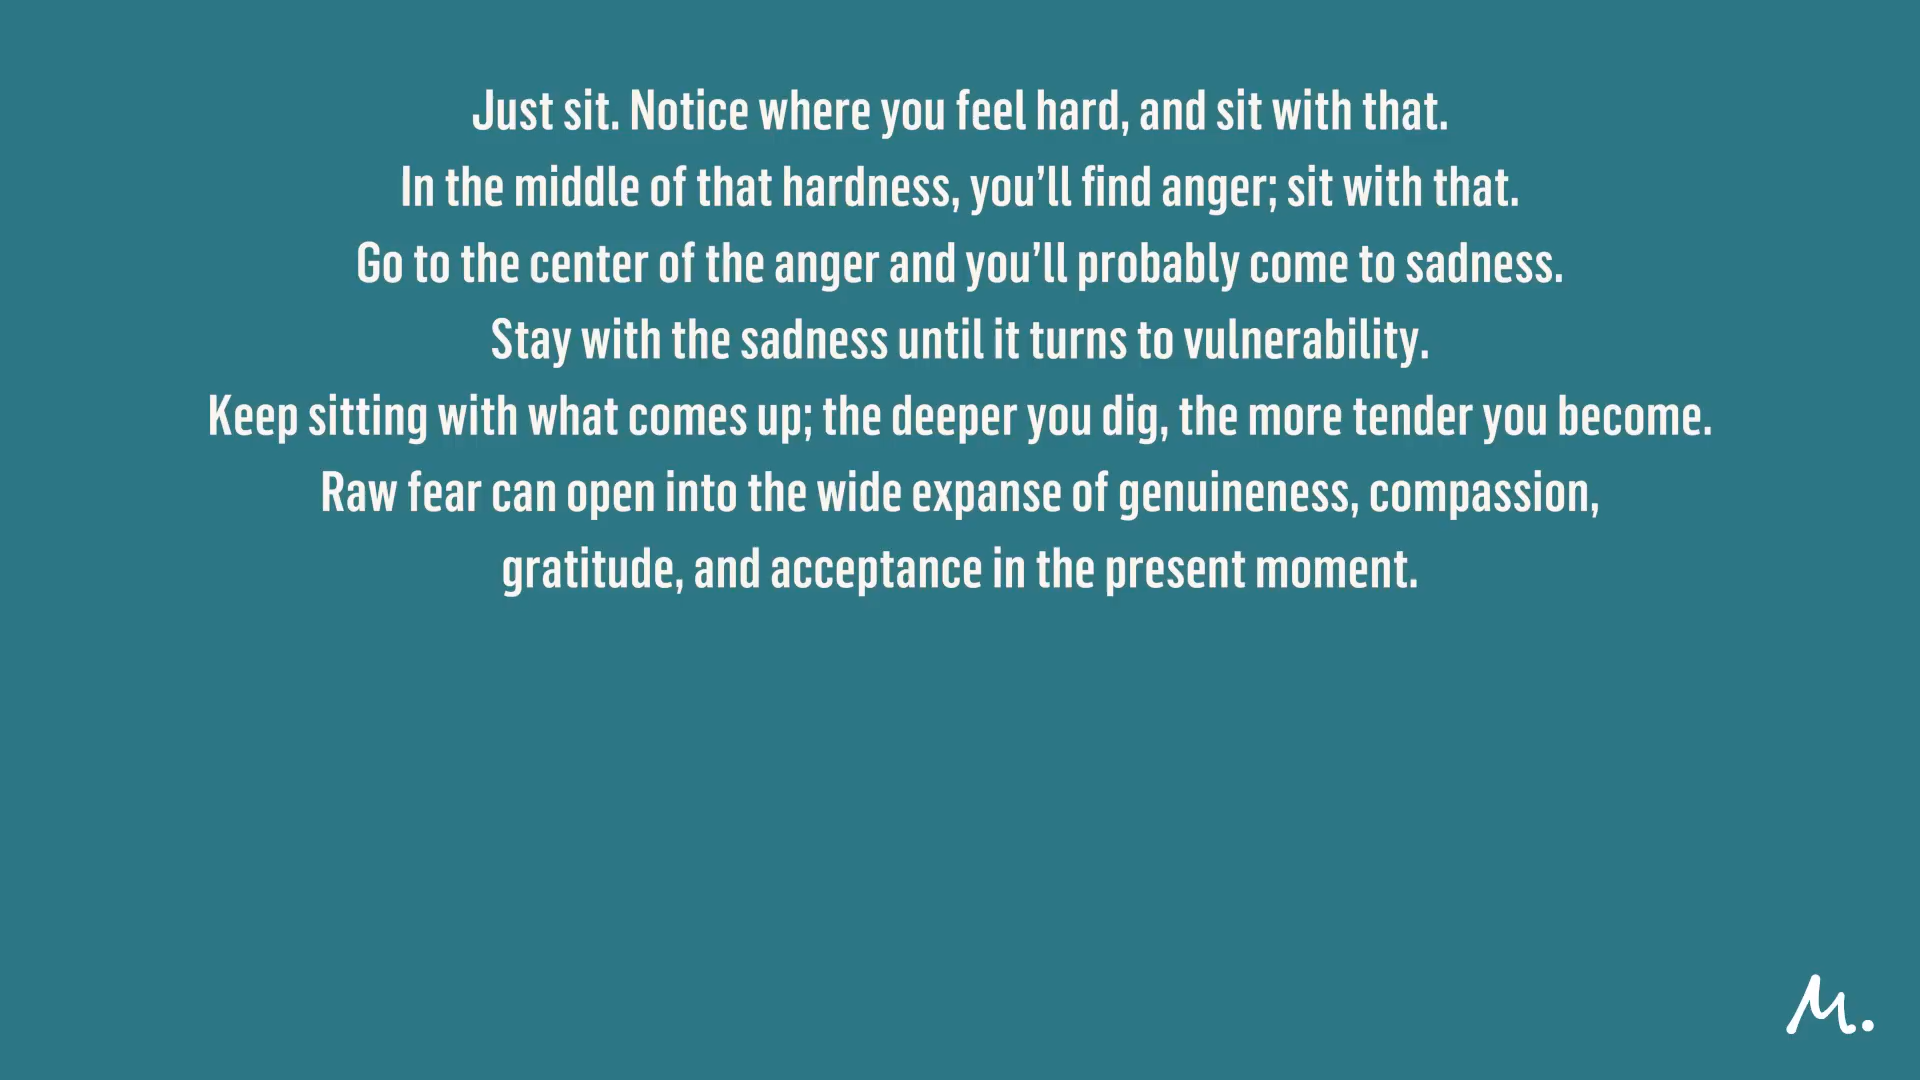 Just sit. Notice where you feel hard, and sit with that.
In the middle of that hardness, you’ll find anger; sit with that.
Go to the center of the anger and you’ll probably come to sadness.
Stay with the sadness until it turns to vulnerability.
Keep sitting with what comes up; the deeper you dig, the more tender you become.
Raw fear can open into the wide expanse of genuineness, compassion,
gratitude, and acceptance in the present moment.
M.